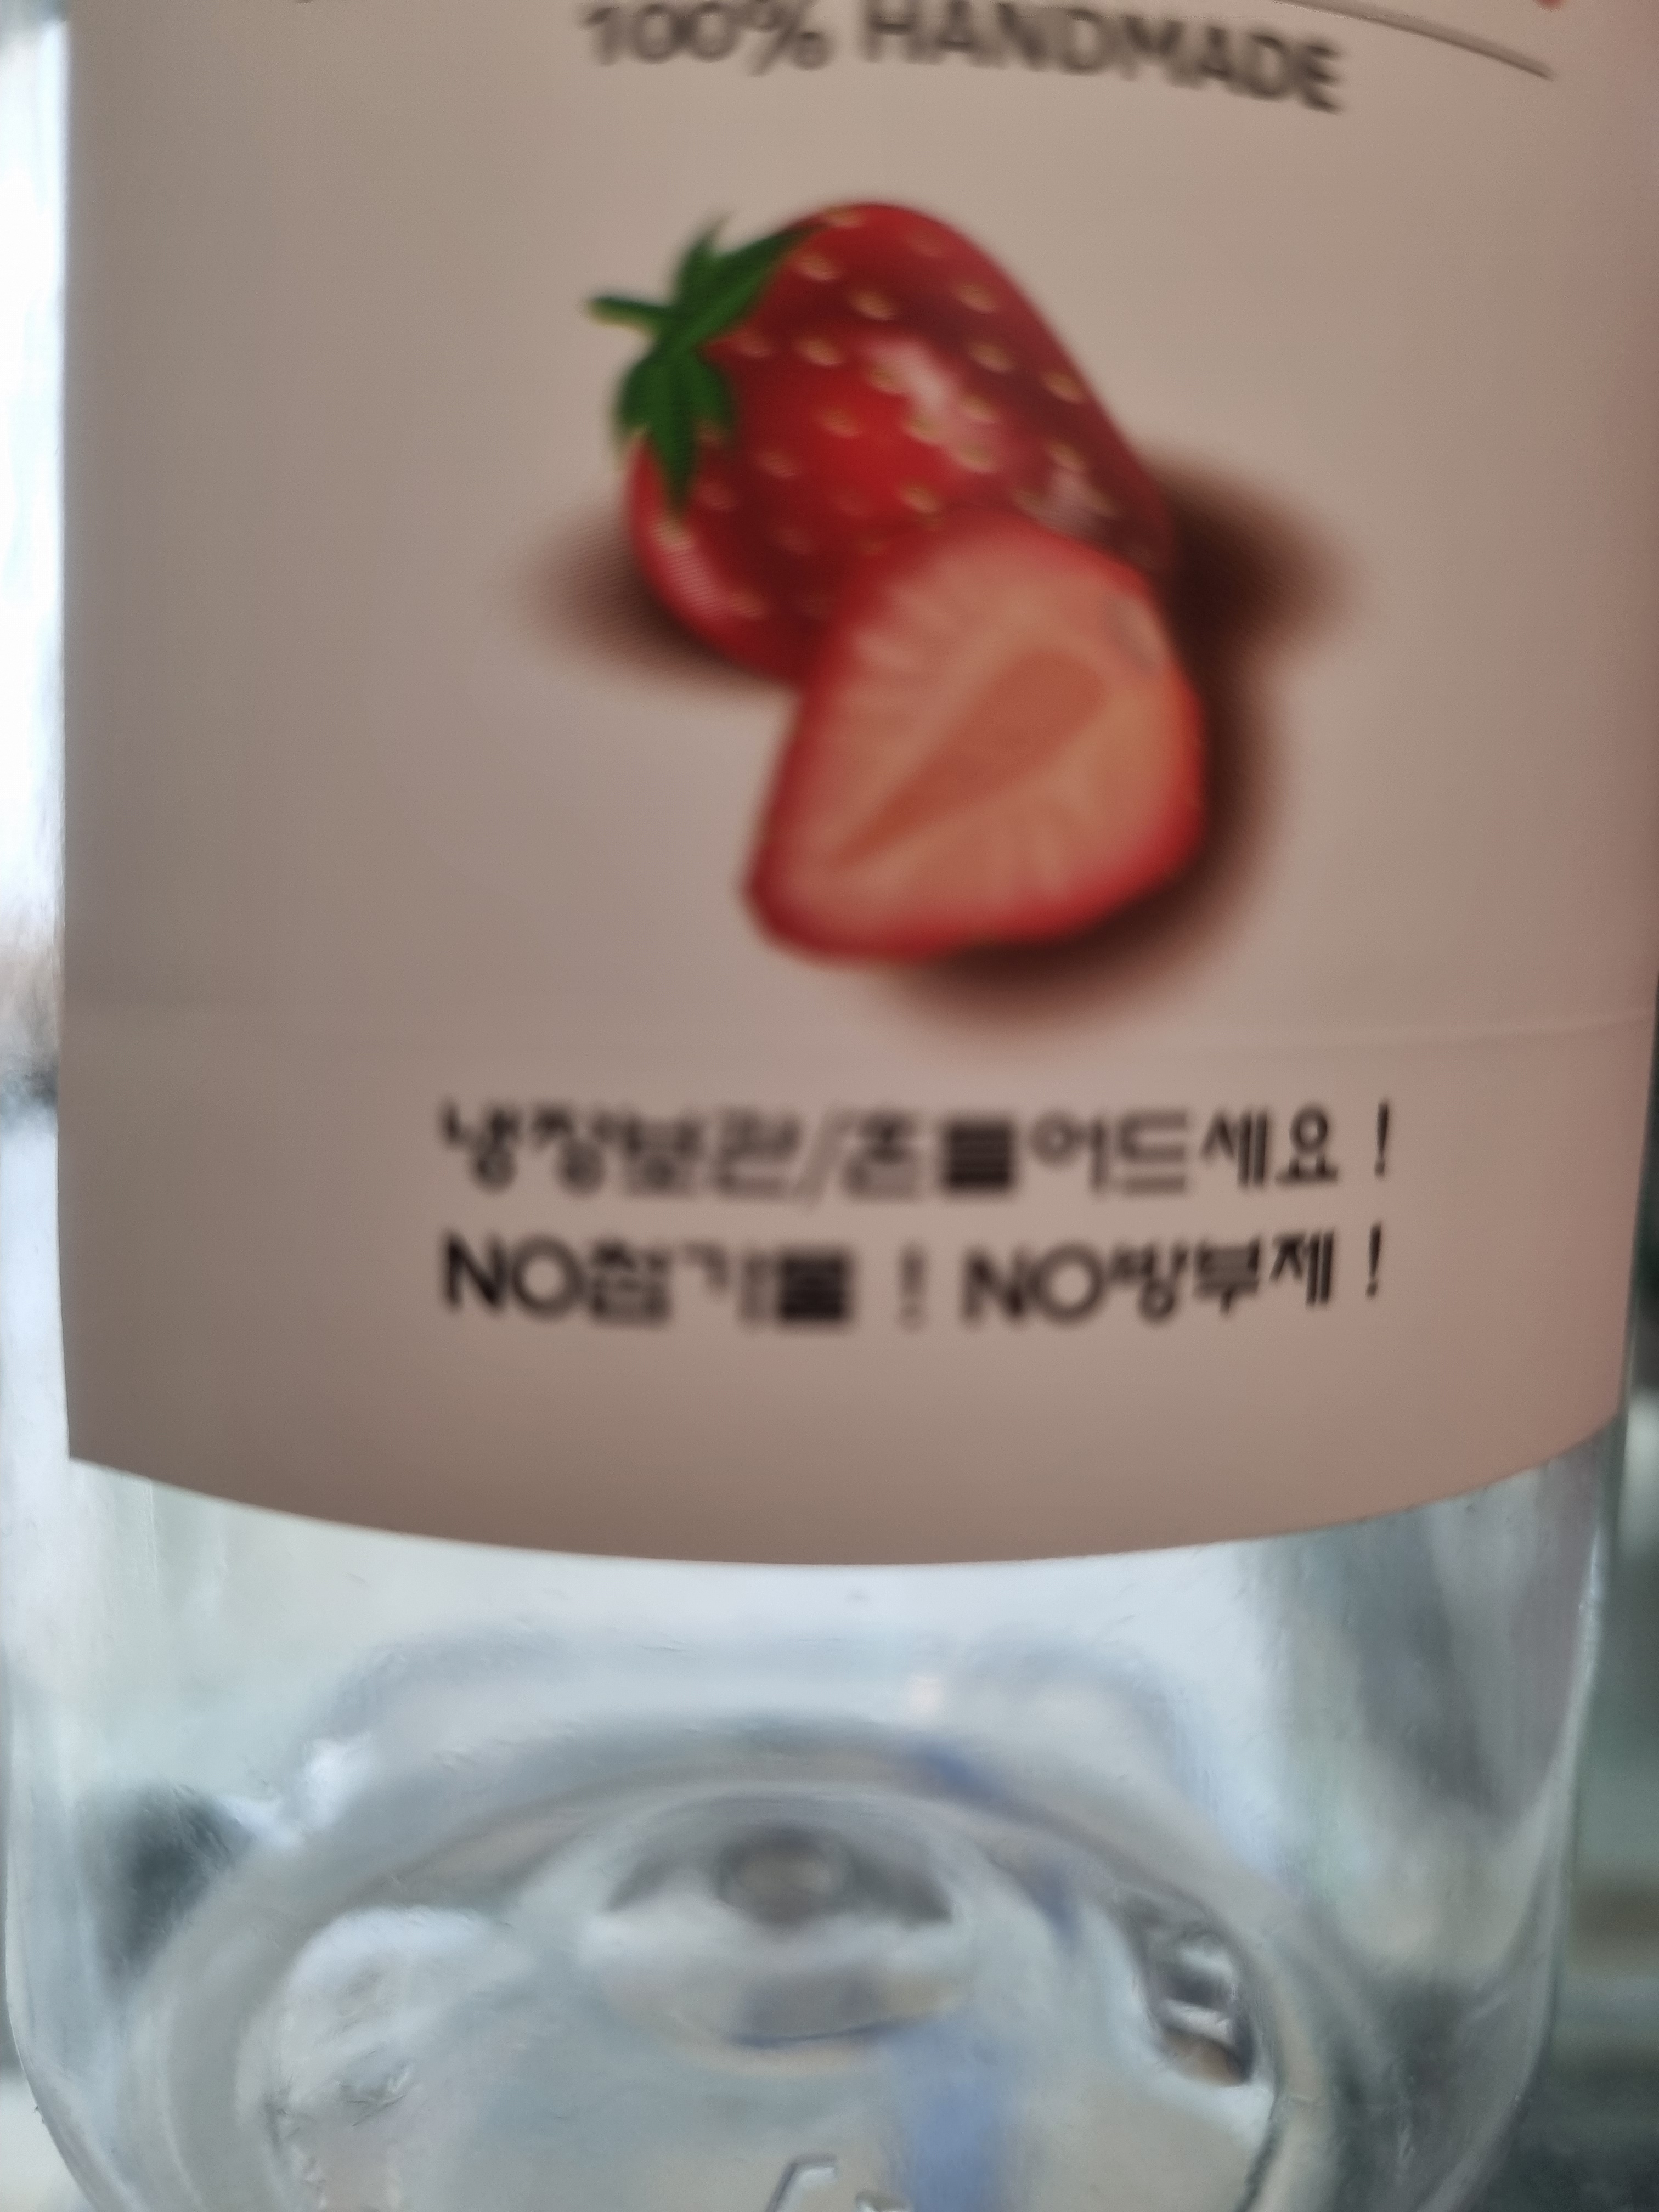 100% HANDMADE
냉장보관/흔들어드세요 !
NO첨가물 ! NO방부제 !